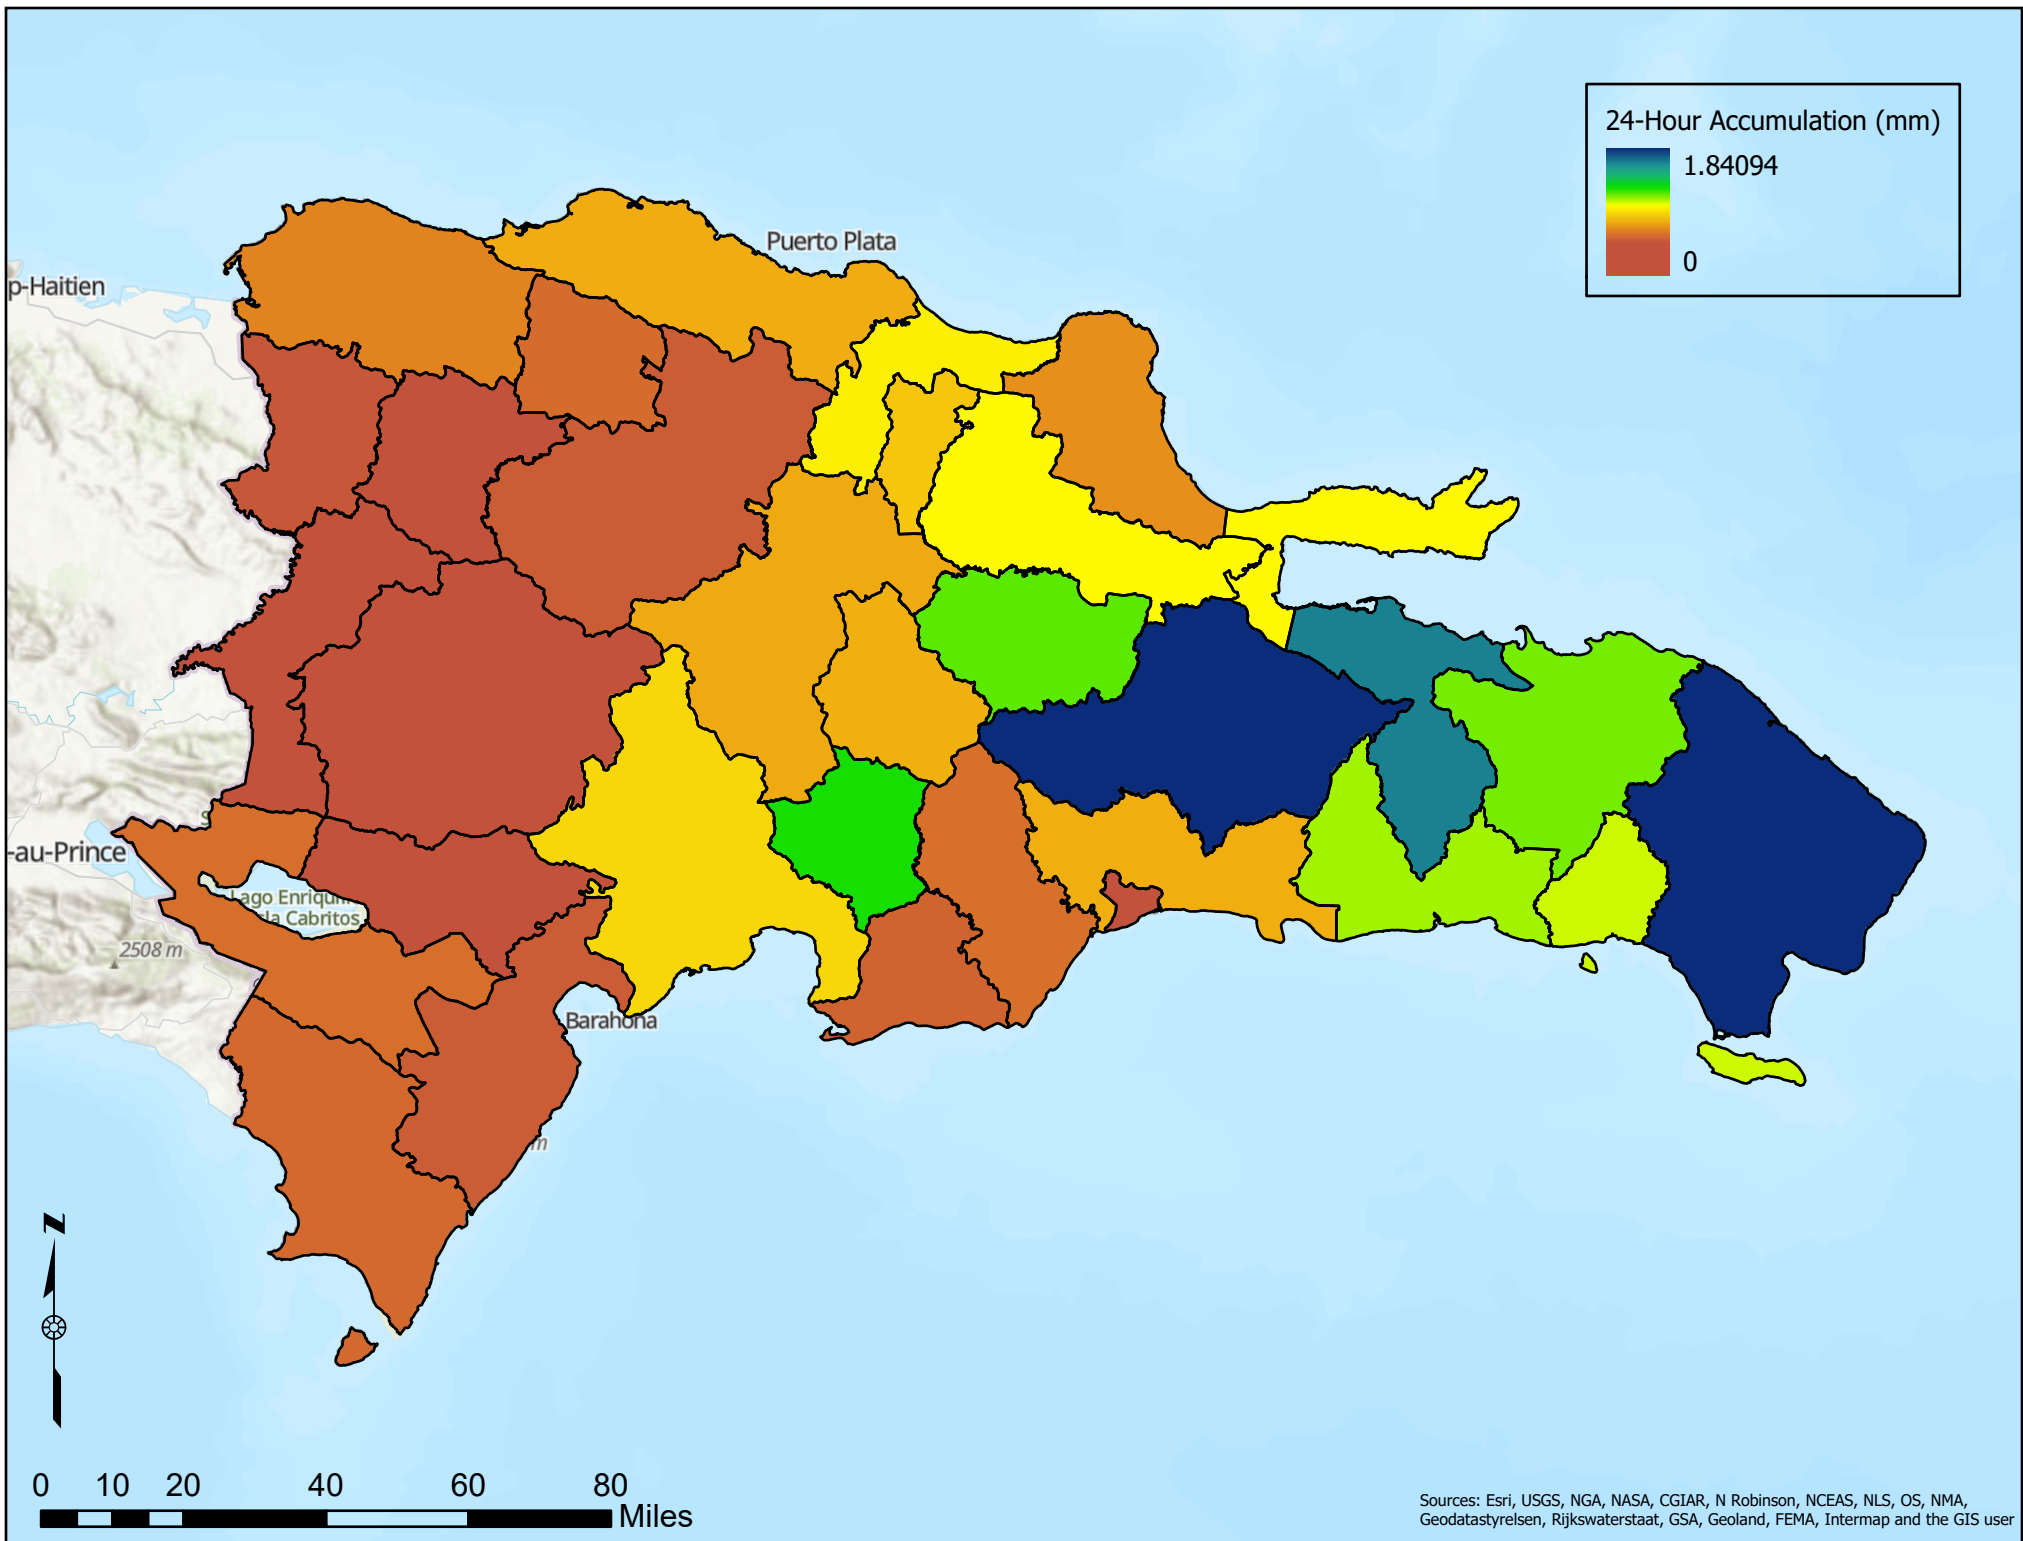 24-Hour Accumulation (mm)
1.84094
0
Puerto Plata
p-Haitien
-au-Prince
Lago
Cabritos
2508 m
Barahona
m
0 10 20 40 60 80
Miles
Sources: Esri, USGS, NGA, NASA, CGIAR, N Robinson, NCEAS, NLS, OS, NMA,
Geodatastyrelsen, Rijkswaterstaat, GSA, Geoland, FEMA, Intermap and the GIS user